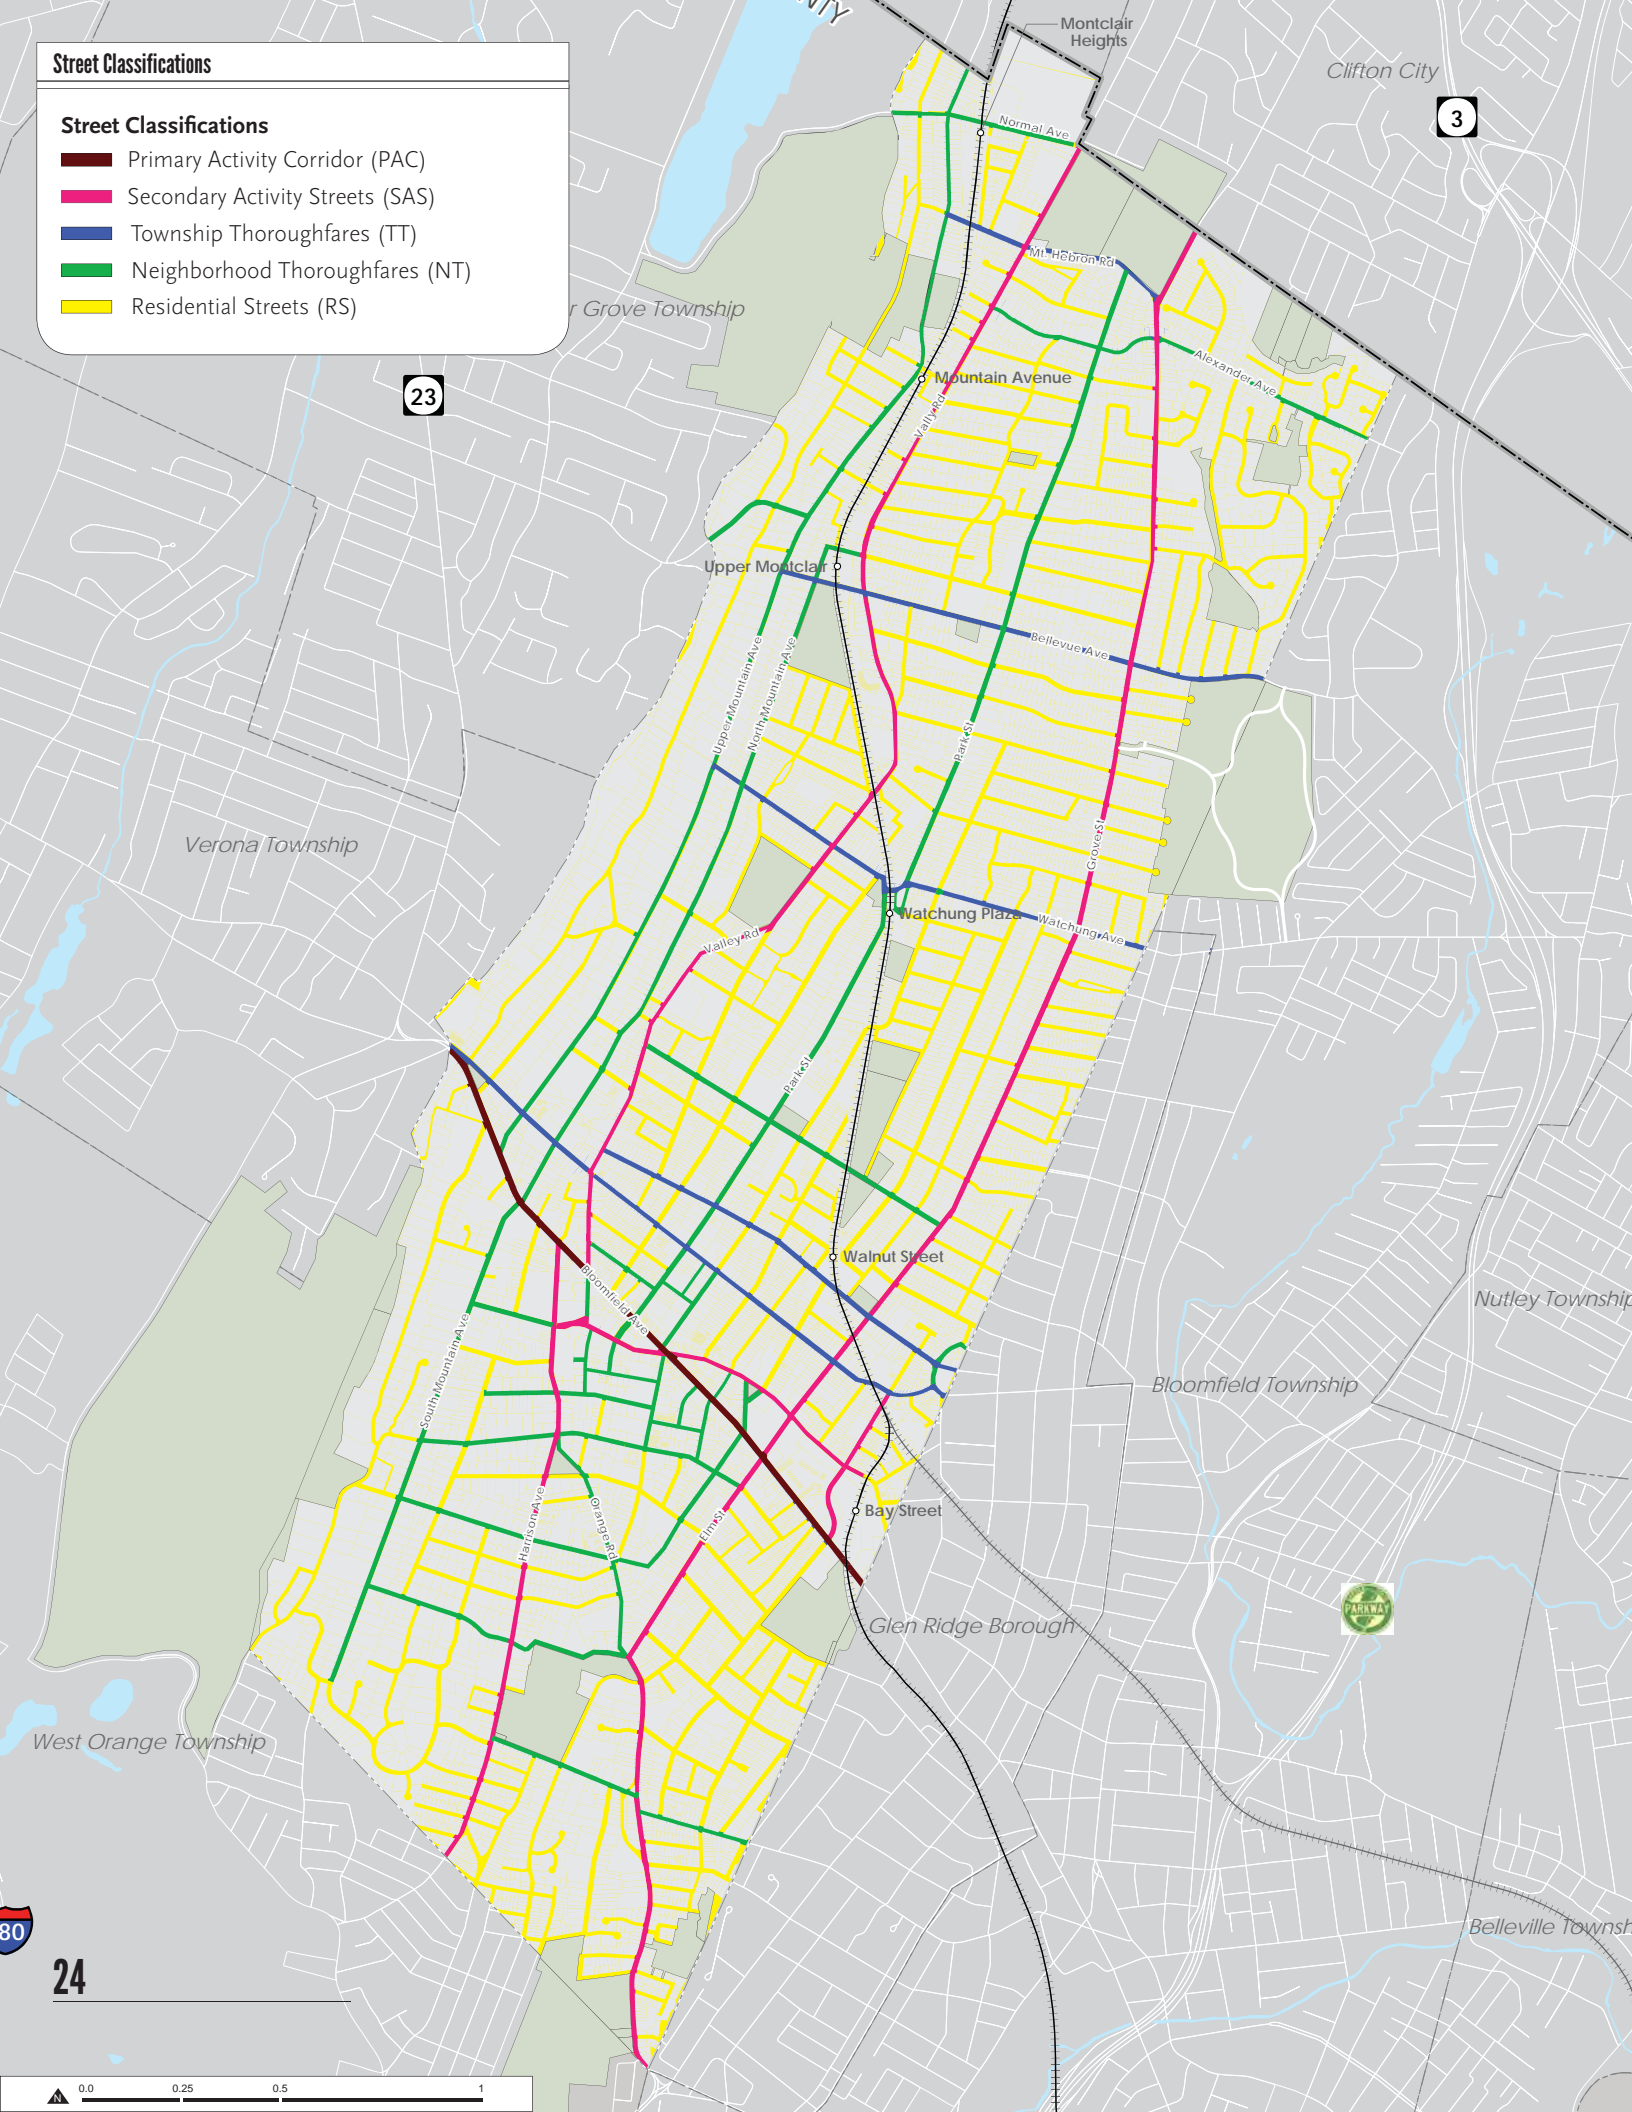 NTY
Montclair
Heights
Clifton City
3
Street Classifications
Street Classifications
Primary Activity Corridor (PAC)
Secondary Activity Streets (SAS)
Township Thoroughfares (TT)
Neighborhood Thoroughfares (NT)
Residential Streets (RS)
Normal Ave
Mt. Hebron Rd
r Grove Township
Alexander Ave
Mountain Avenue
23
Vally Rd
Upper Montclair
Bellevue Ave
Upper Mountain Ave
North Mountain Ave
Park St
Verona Township
Grove St
Watchung Plaza
Watchung Ave
Valley Rd
Park St
Walnut Street
Bloomfield Ave
Nutley Township
South Mountain Ave
Bloomfield Township
Harrison Ave
Orange Rd
Elm St
Bay Street
PARKWAY
Glen Ridge Borough
West Orange Township
80
Belleville Townsh
24
N
0.0 0.25 0.5 1